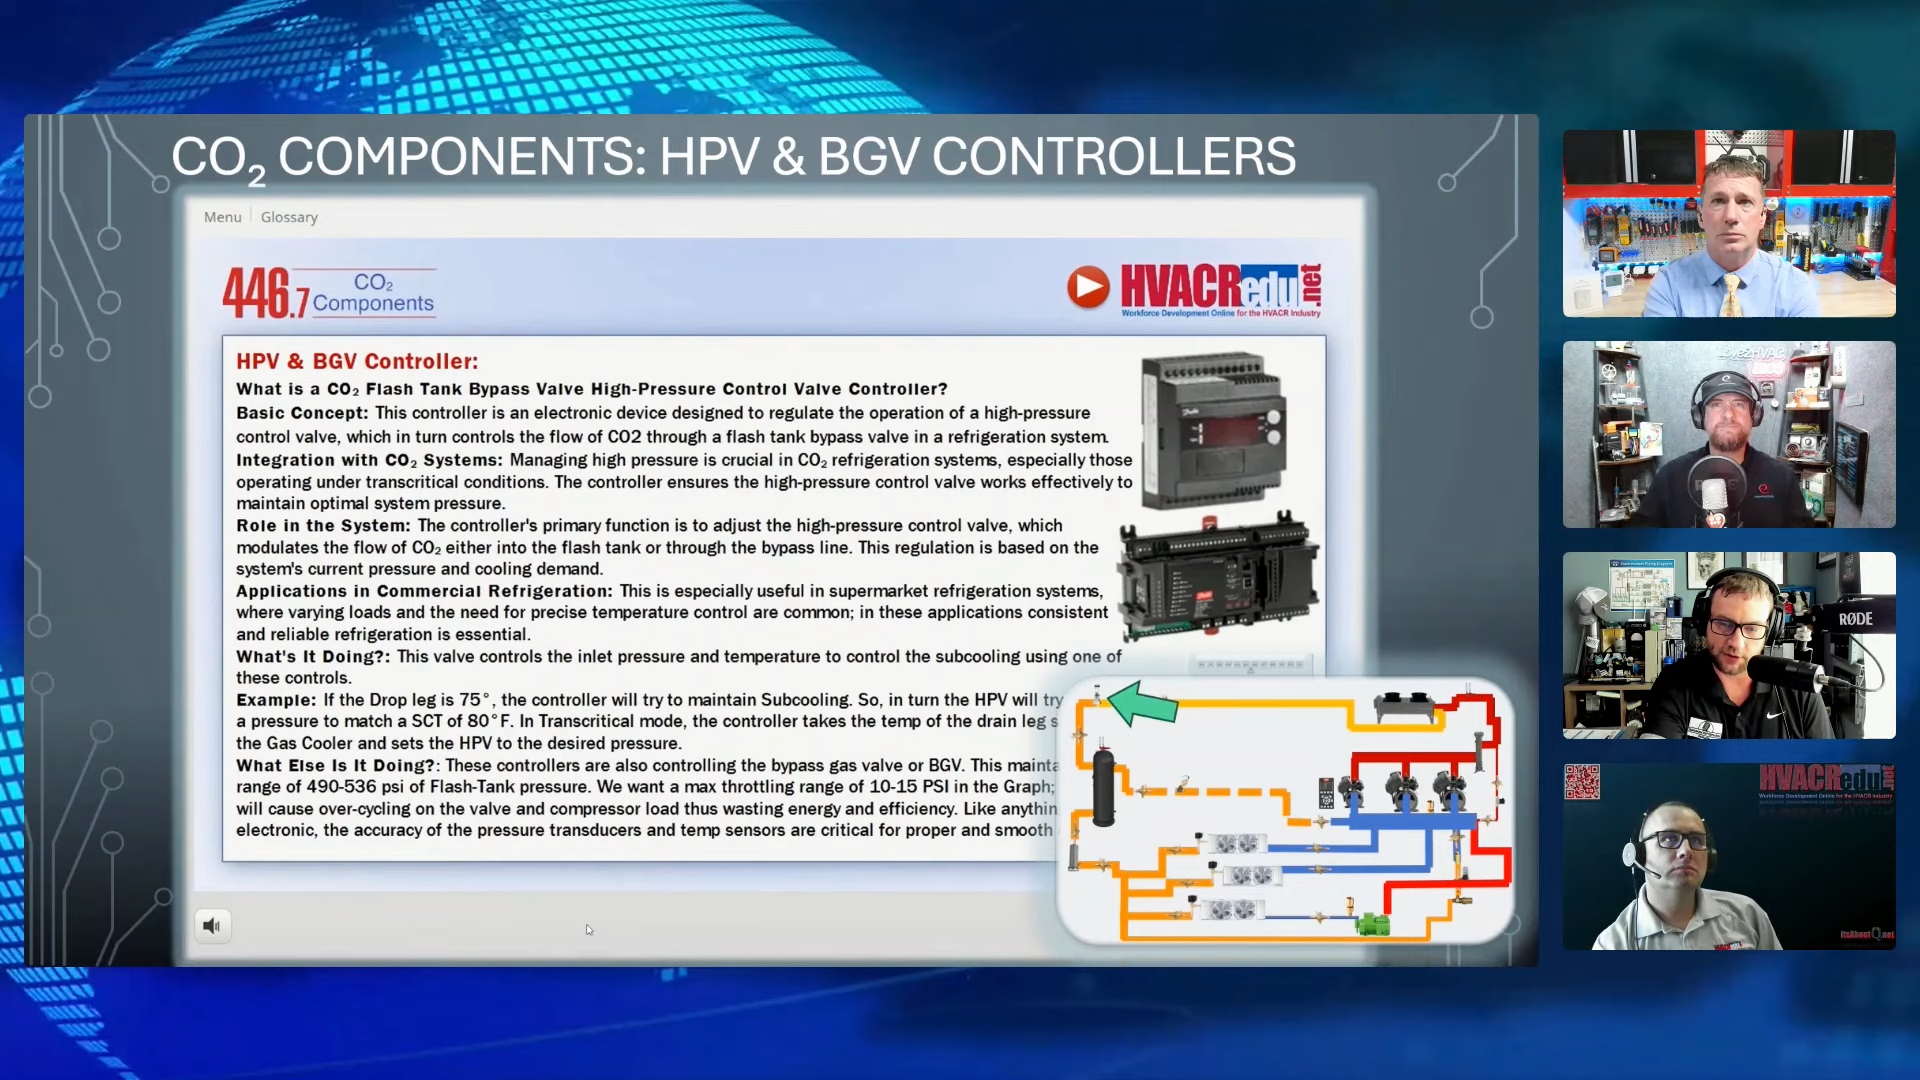 CO₂ COMPONENTS: HPV & BGV CONTROLLERS
Menu | Glossary
446.7 CO₂ Components
HVACRedu.net
Workforce Development Online for the HVACR Industry
HPV & BGV Controller:
What is a CO₂ Flash Tank Bypass Valve High-Pressure Control Valve Controller?
Basic Concept: This controller is an electronic device designed to regulate the operation of a high-pressure
control valve, which in turn controls the flow of CO2 through a flash tank bypass valve in a refrigeration system.
Integration with CO₂ Systems: Managing high pressure is crucial in CO₂ refrigeration systems, especially those
operating under transcritical conditions. The controller ensures the high-pressure control valve works effectively to
maintain optimal system pressure.
Role in the System: The controller's primary function is to adjust the high-pressure control valve, which
modulates the flow of CO₂ either into the flash tank or through the bypass line. This regulation is based on the
system's current pressure and cooling demand.
Applications in Commercial Refrigeration: This is especially useful in supermarket refrigeration systems,
where varying loads and the need for precise temperature control are common; in these applications consistent
and reliable refrigeration is essential.
What's It Doing?: This valve controls the inlet pressure and temperature to control the subcooling using one of
these controls.
Example: If the Drop leg is 75°, the controller will try to maintain Subcooling. So, in turn the HPV will try
a pressure to match a SCT of 80°F. In Transcritical mode, the controller takes the temp of the drain leg s
the Gas Cooler and sets the HPV to the desired pressure.
What Else Is It Doing?: These controllers are also controlling the bypass gas valve or BGV. This mainta
range of 490-536 psi of Flash-Tank pressure. We want a max throttling range of 10-15 PSI in the Graph;
will cause over-cycling on the valve and compressor load thus wasting energy and efficiency. Like anythin
electronic, the accuracy of the pressure transducers and temp sensors are critical for proper and smooth
Love2HVAC
RØDE
HVACRedu.net
Workforce Development Online for the HVACR Industry
ItsAboutQ.net